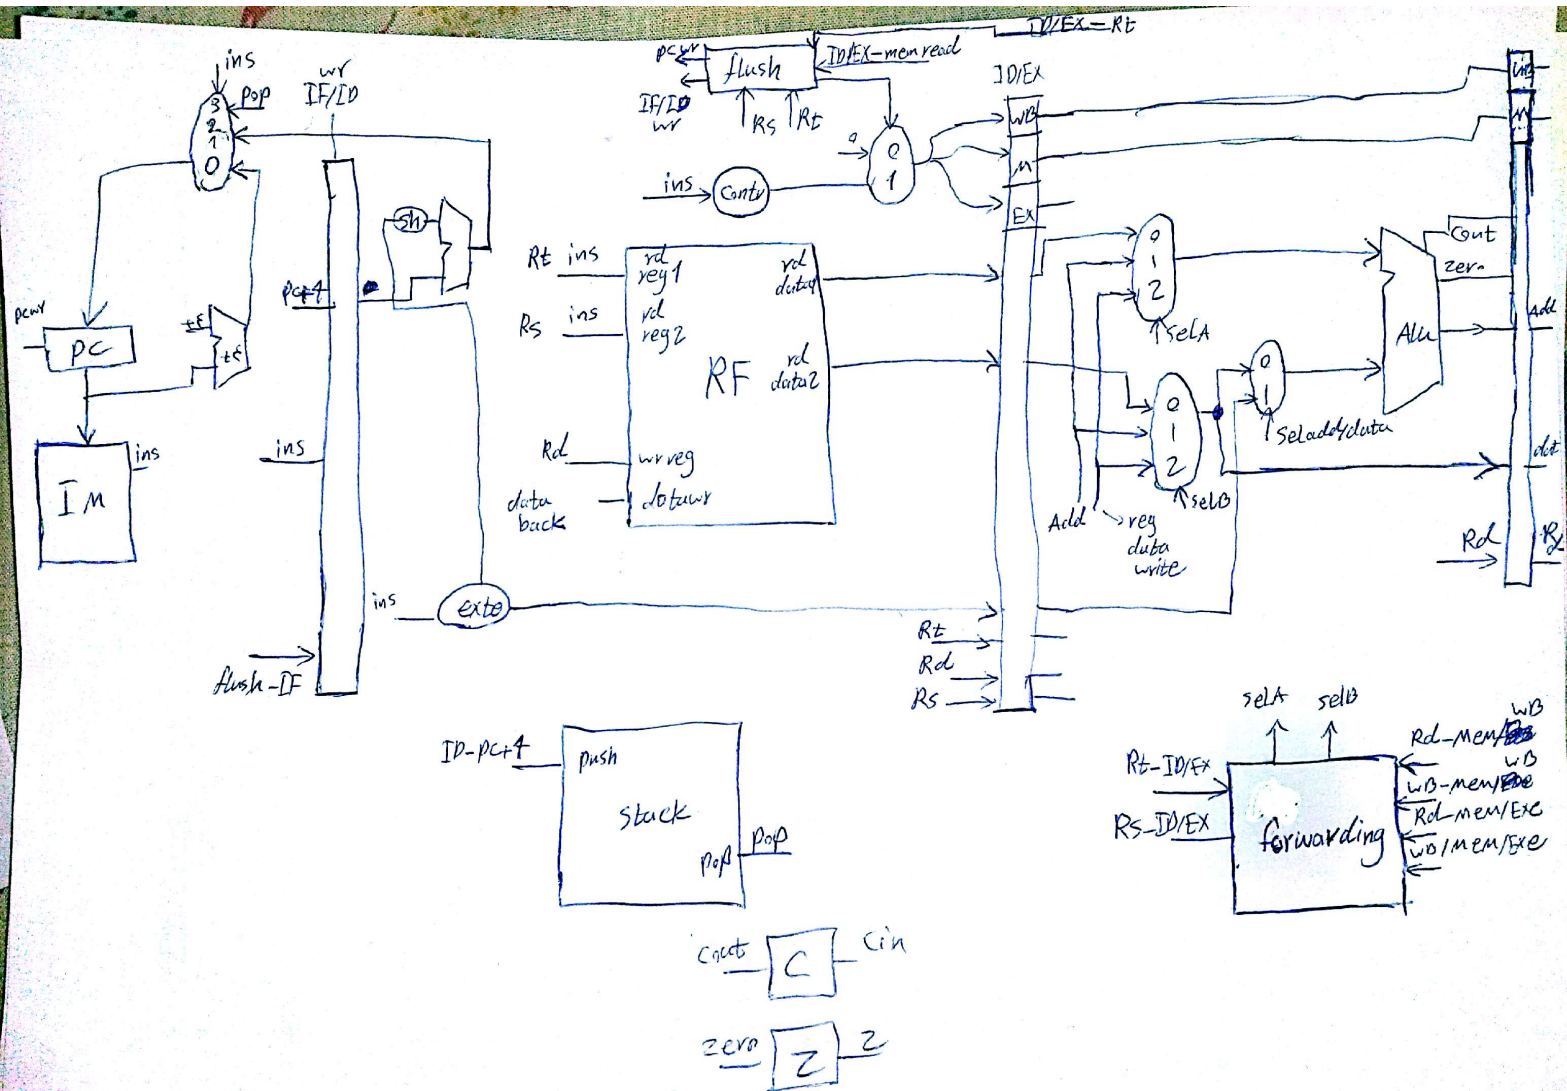 ins
pop
3
2
1
0
wr
IF/ID
pcwr
pc
+4
IM
ins
pc+4
ins
flush-IF
sh
ins
exte
pcwr
flush
IF/ID
wr
Rs
Rt
ID/EX-memread
ID/EX-Rt
0
0
1
ins
Contr
ID/EX
WB
M
EX
Rt ins
rd
reg1
Rs ins
rd
reg2
RF
rd
data1
rd
data2
Rd
wrreg
data
back
datawr
Rt
Rd
Rs
0
1
2
selA
0
1
2
selB
Add
reg
data
write
0
1
Seladd/data
Alu
Cout
zero
WB
M
Add
dat
Rd
Rd
ID-pc+4
push
stack
pop
pop
Cout
C
Cin
zero
Z
Z
selA
selB
Rt-ID/EX
Rs-ID/EX
forwarding
WB
Rd-mem/
WB
WB-mem/
Rd-mem/Exe
WB/mem/Exe